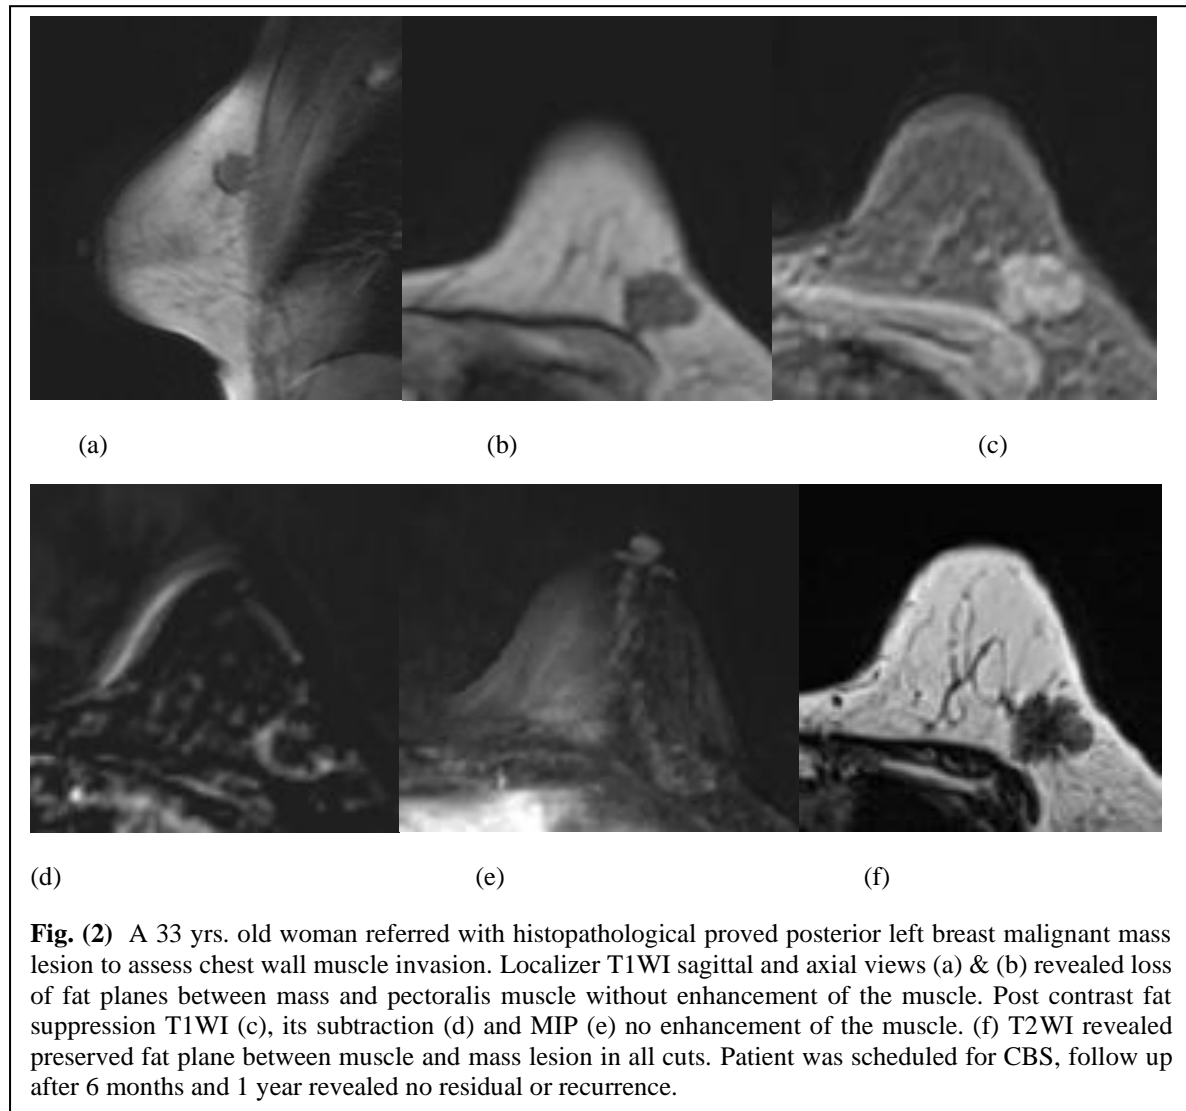 (a) (b) (c)
(d) (e) (f)
Fig. (2) A 33 yrs. old woman referred with histopathological proved posterior left breast malignant mass
lesion to assess chest wall muscle invasion. Localizer T1WI sagittal and axial views (a) & (b) revealed loss
of fat planes between mass and pectoralis muscle without enhancement of the muscle. Post contrast fat
suppression T1WI (c), its subtraction (d) and MIP (e) no enhancement of the muscle. (f) T2WI revealed
preserved fat plane between muscle and mass lesion in all cuts. Patient was scheduled for CBS, follow up
after 6 months and 1 year revealed no residual or recurrence.